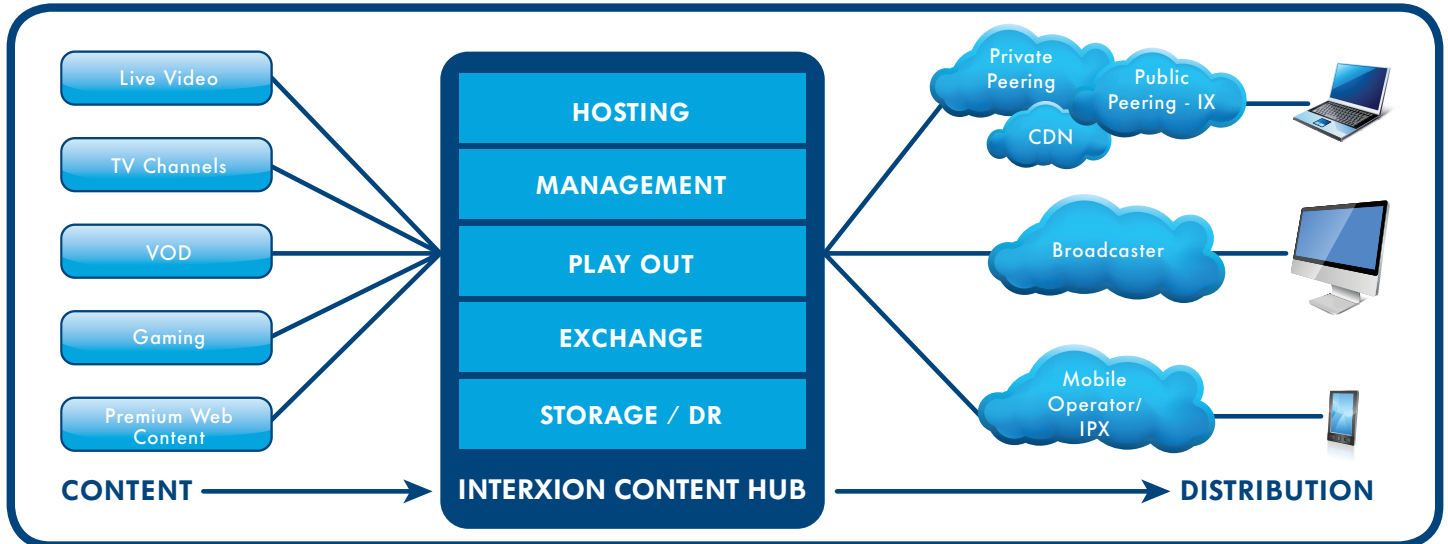 Live Video
TV Channels
VOD
Gaming
Premium Web
Content
CONTENT
HOSTING
MANAGEMENT
PLAY OUT
EXCHANGE
STORAGE / DR
INTERXION CONTENT HUB
Private
Peering
Public
Peering - IX
CDN
Broadcaster
Mobile
Operator/
IPX
DISTRIBUTION